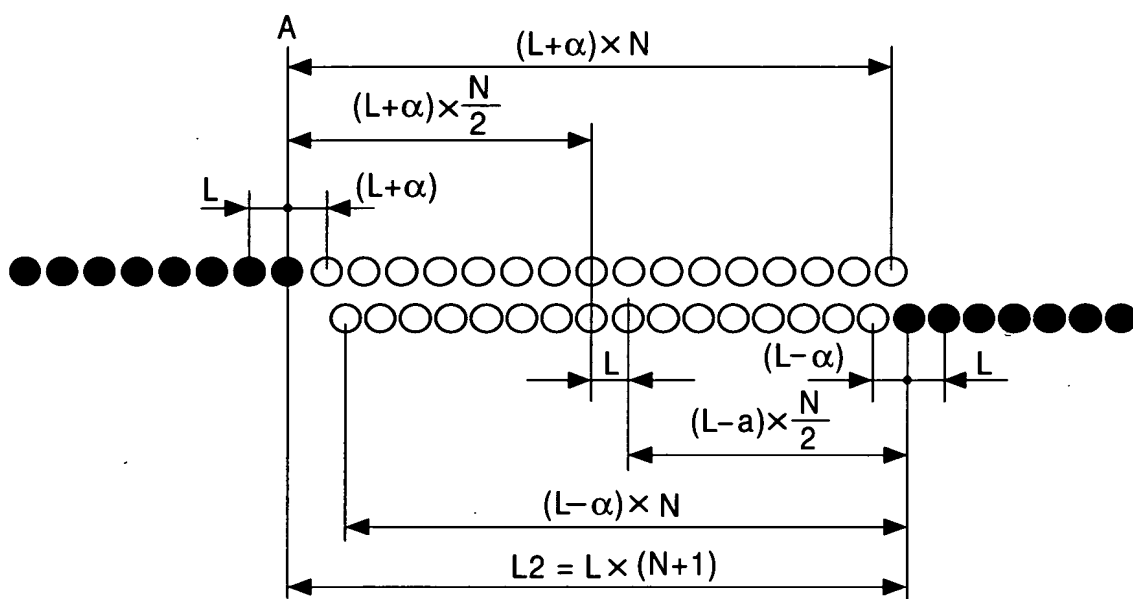 A
(L+α)×N
(L+α)×N/2
L
(L+α)
(L−α)
L
L
(L−a)×N/2
(L−α)×N
L2 = L×(N+1)